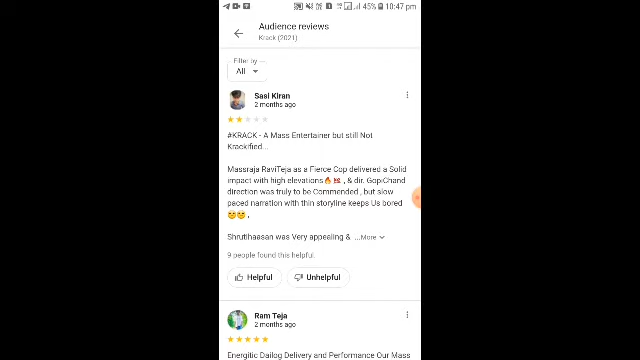 45% 10:47 pm
Audience reviews
Krack (2021)
Filter by
All
Sasi Kiran
2 months ago
#KRACK - A Mass Entertainer but still Not
Krackified...
Massraja RaviTeja as a Fierce Cop delivered a Solid
impact with high elevations🔥💥 , & dir. GopiChand
direction was truly to be Commended , but slow
paced narration with thin storyline keeps Us bored
, 
Shrutihaasan was Very appealing & ...More
9 people found this helpful.
Helpful Unhelpful
Ram Teja
2 months ago
Energitic Dailog Delivery and Performance Our Mass